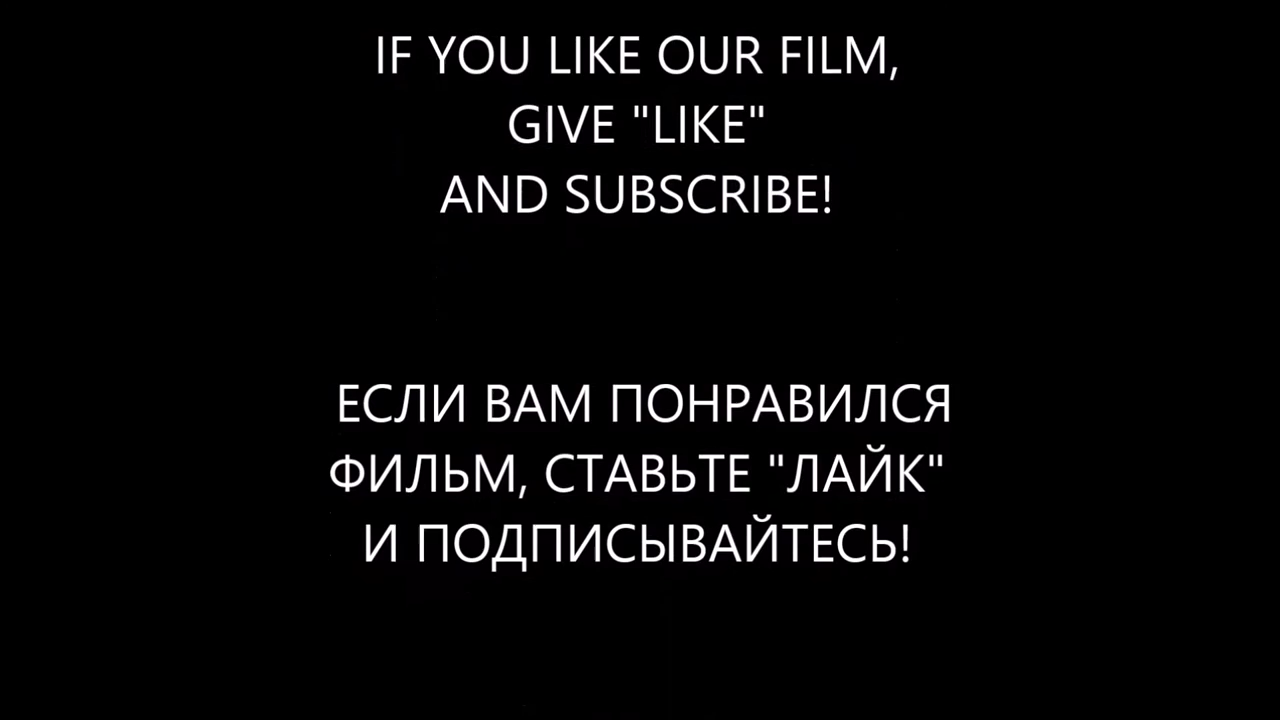 IF YOU LIKE OUR FILM,
GIVE "LIKE"
AND SUBSCRIBE!
ЕСЛИ ВАМ ПОНРАВИЛСЯ
ФИЛЬМ, СТАВЬТЕ "ЛАЙК"
И ПОДПИСЫВАЙТЕСЬ!